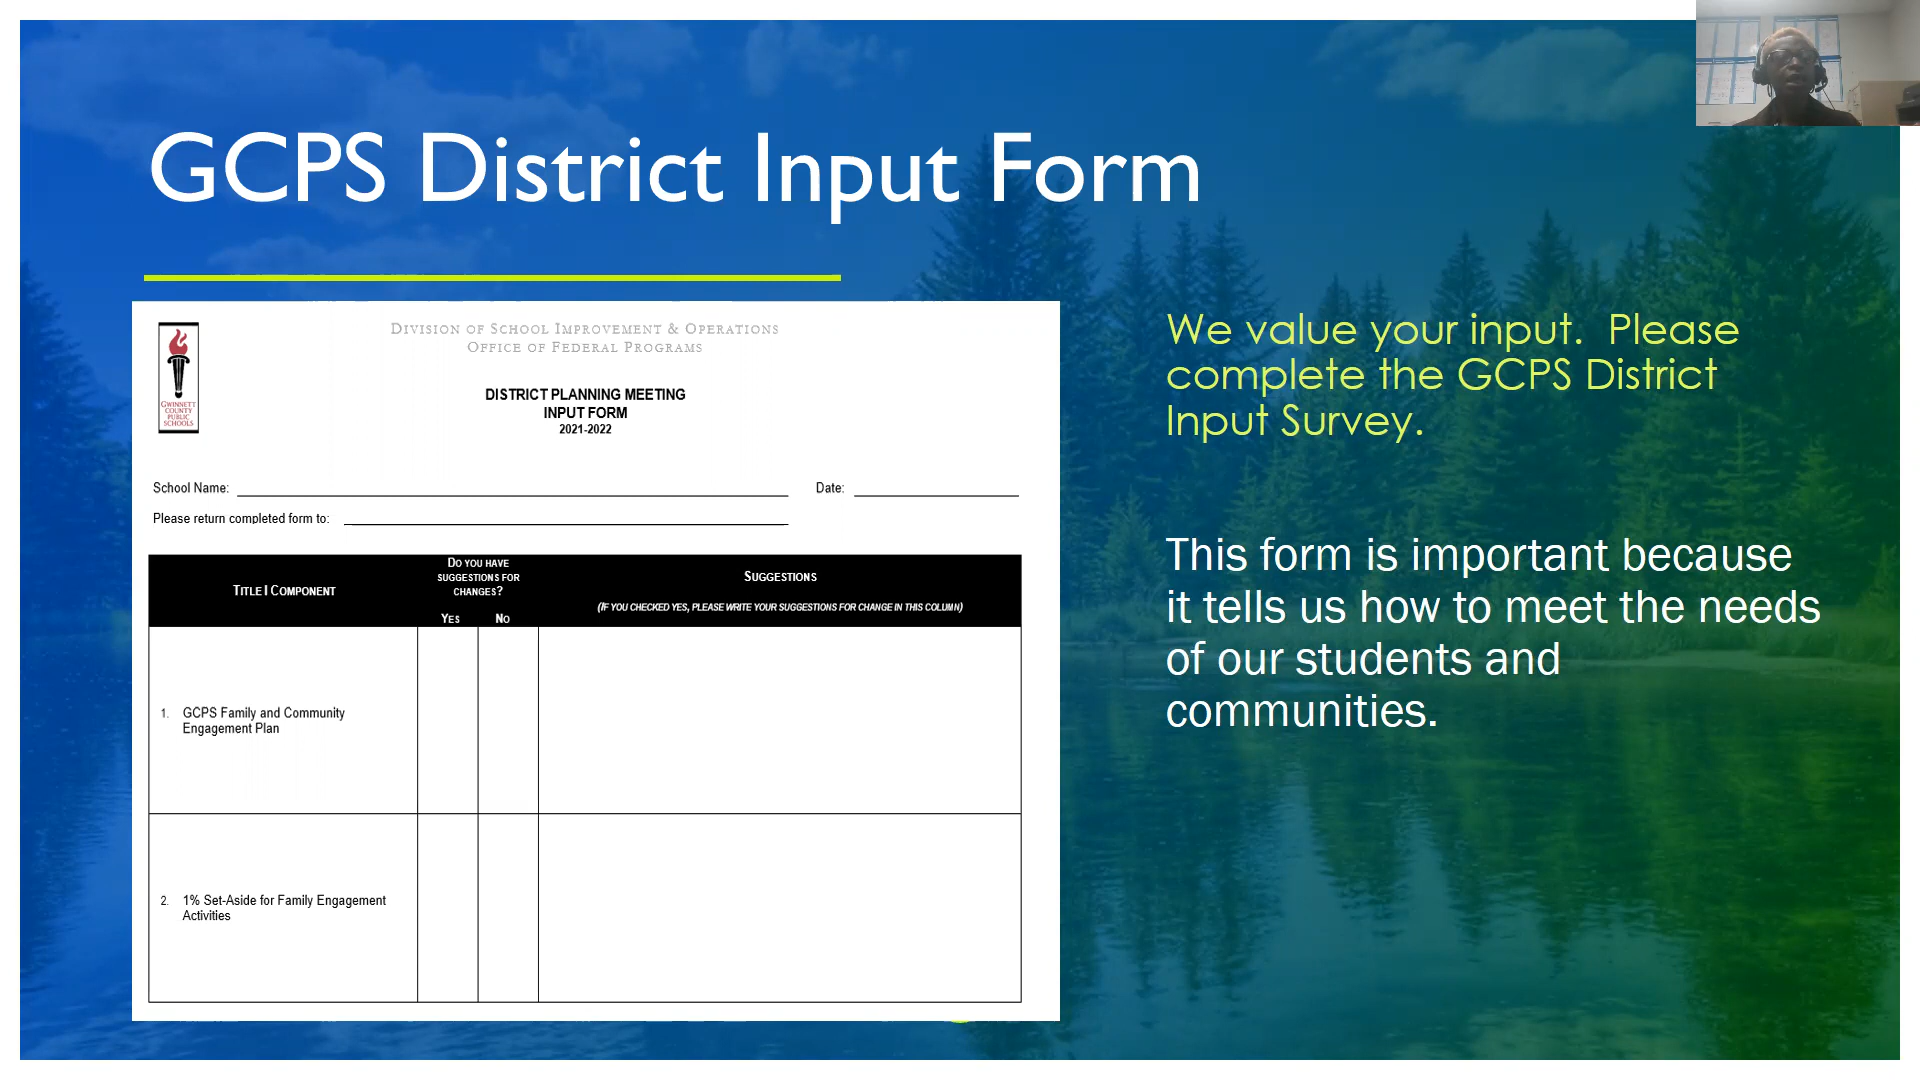 GCPS District Input Form
GWINNETT
COUNTY
PUBLIC
SCHOOLS
DIVISION OF SCHOOL IMPROVEMENT & OPERATIONS
OFFICE OF FEDERAL PROGRAMS
DISTRICT PLANNING MEETING
INPUT FORM
2021-2022
School Name:
Date:
Please return completed form to:
TITLE I COMPONENT
DO YOU HAVE
SUGGESTIONS FOR
CHANGES?
YES NO
SUGGESTIONS
(IF YOU CHECKED YES, PLEASE WRITE YOUR SUGGESTIONS FOR CHANGE IN THIS COLUMN)
1. GCPS Family and Community
Engagement Plan
2. 1% Set-Aside for Family Engagement
Activities
We value your input. Please
complete the GCPS District
Input Survey.
This form is important because
it tells us how to meet the needs
of our students and
communities.